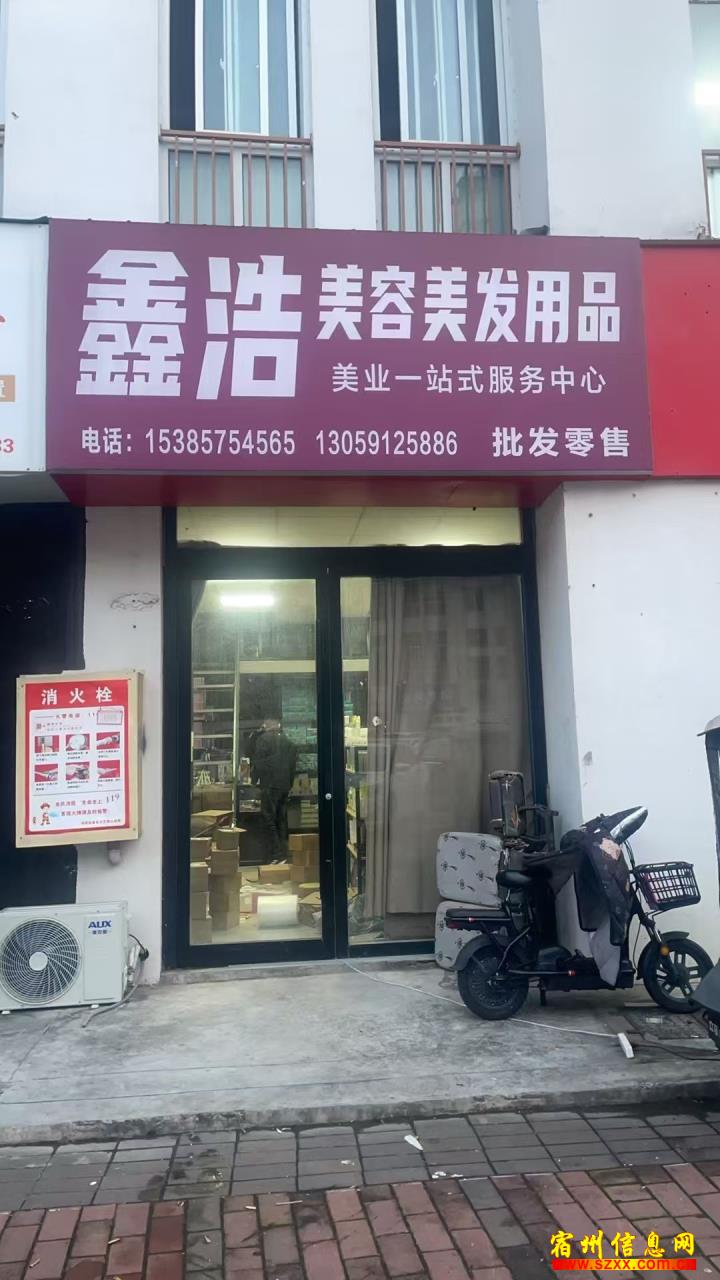 鑫浩 美容美发用品
美业一站式服务中心
电话：15385754565 13059125886 批发零售
消火栓
AUX
宿州信息网
www.szxx.com.cn